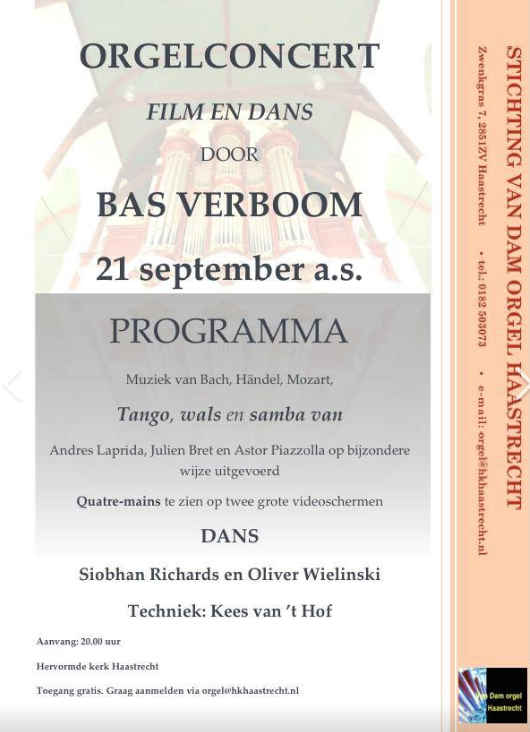 ORGELCONCERT
FILM EN DANS
DOOR
BAS VERBOOM
21 september a.s.
PROGRAMMA
Muziek van Bach, Händel, Mozart,
Tango, wals en samba van
Andres Laprida, Julien Bret en Astor Piazzolla op bijzondere
wijze uitgevoerd
Quatre-mains te zien op twee grote videoschermen
DANS
Siobhan Richards en Oliver Wielinski
Techniek: Kees van 't Hof
Aanvang: 20.00 uur
Hervormde kerk Haastrecht
Toegang gratis. Graag aanmelden via orgel@hkhaastrecht.nl
STICHTING VAN DAM ORGEL HAASTRECHT
Zwenkgras 7, 2851ZV Haastrecht • tel.: 0182 503073 • e-mail: orgel@hkhaastrecht.nl
Van Dam orgel
Haastrecht